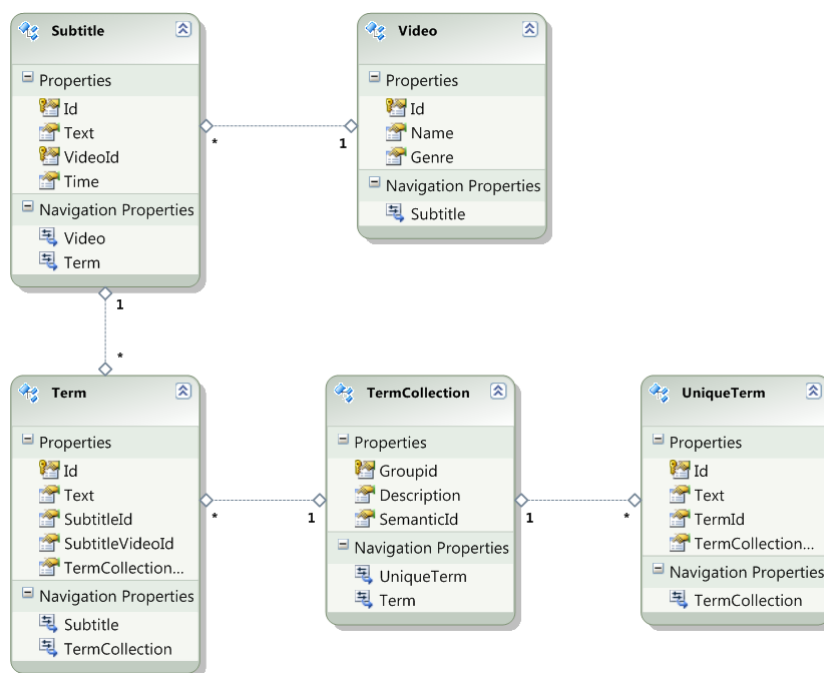 Subtitle
Properties
Id
Text
VideoId
Time
Navigation Properties
Video
Term
Video
Properties
Id
Name
Genre
Navigation Properties
Subtitle
*
1
1
*
Term
Properties
Id
Text
SubtitleId
SubtitleVideoId
TermCollection...
Navigation Properties
Subtitle
TermCollection
*
1
TermCollection
Properties
Groupid
Description
SemanticId
Navigation Properties
UniqueTerm
Term
1
*
UniqueTerm
Properties
Id
Text
TermId
TermCollection...
Navigation Properties
TermCollection